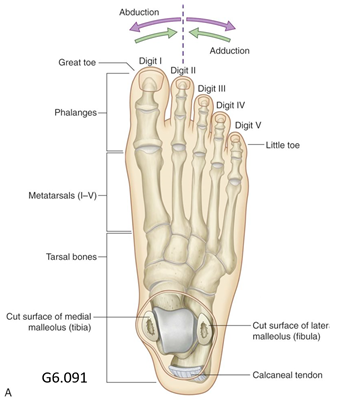 Abduction
Adduction
Great toe
Digit I
Digit II
Digit III
Digit IV
Digit V
Phalanges
Little toe
Metatarsals (I–V)
Tarsal bones
Cut surface of medial
malleolus (tibia)
Cut surface of later
malleolus (fibula)
Calcaneal tendon
G6.091
A